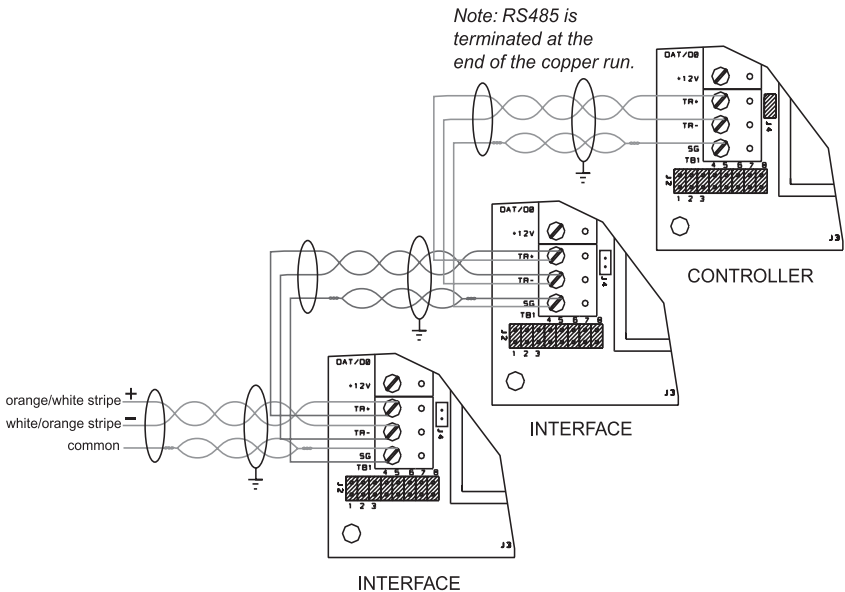 Note: RS485 is
terminated at the
end of the copper run.
DAT/D0
+12V
TR+
TR-
SG
TB1
4 5 6 7 8
J4
J2
1 2 3
J3
CONTROLLER
DAT/D0
+12V
TR+
TR-
SG
TB1
4 5 6 7 8
J4
J2
1 2 3
J3
INTERFACE
orange/white stripe +
white/orange stripe –
common
DAT/D0
+12V
TR+
TR-
SG
TB1
4 5 6 7 8
J4
J2
1 2 3
J3
INTERFACE